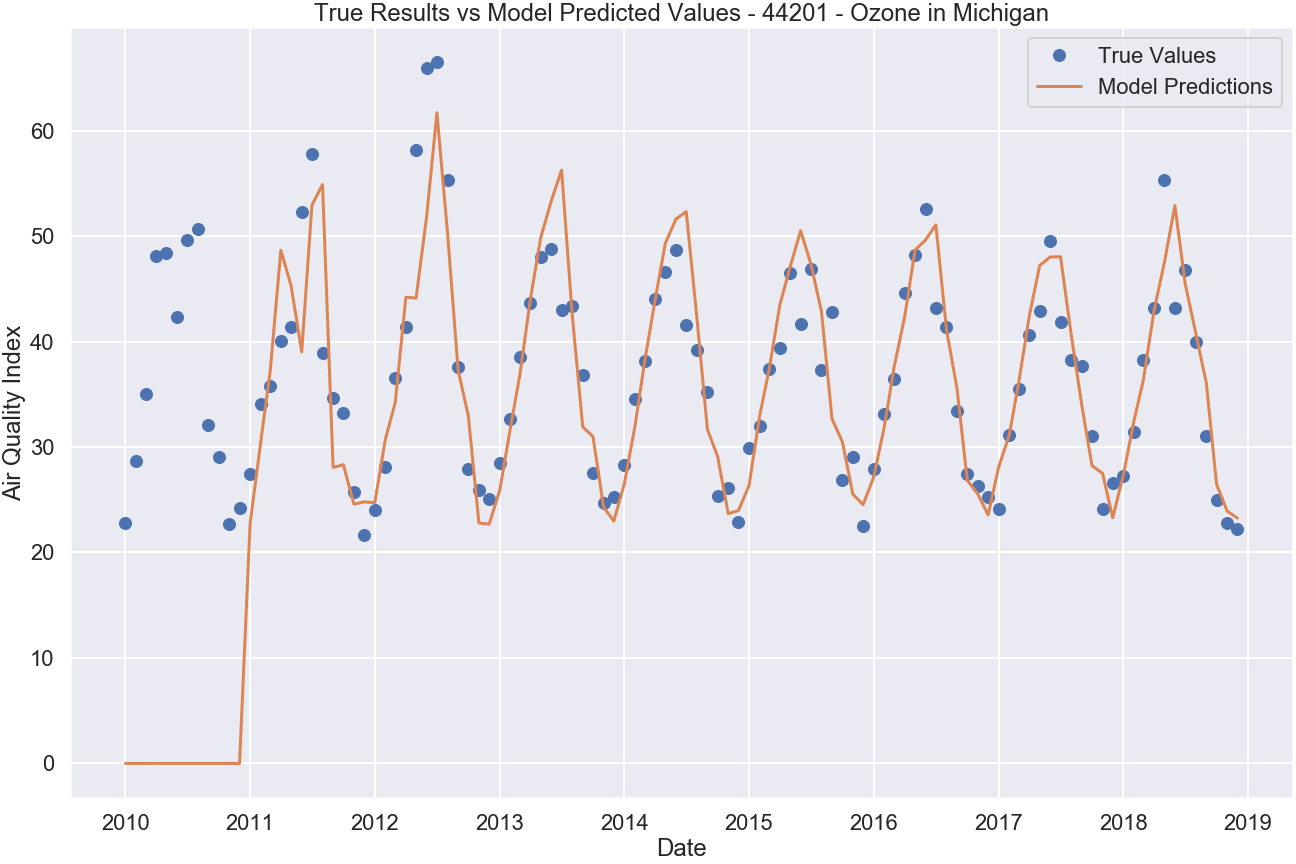 True Results vs Model Predicted Values - 44201 - Ozone in Michigan
True Values
Model Predictions
Air Quality Index
60
50
40
30
20
10
0
2010 2011 2012 2013 2014 2015 2016 2017 2018 2019
Date